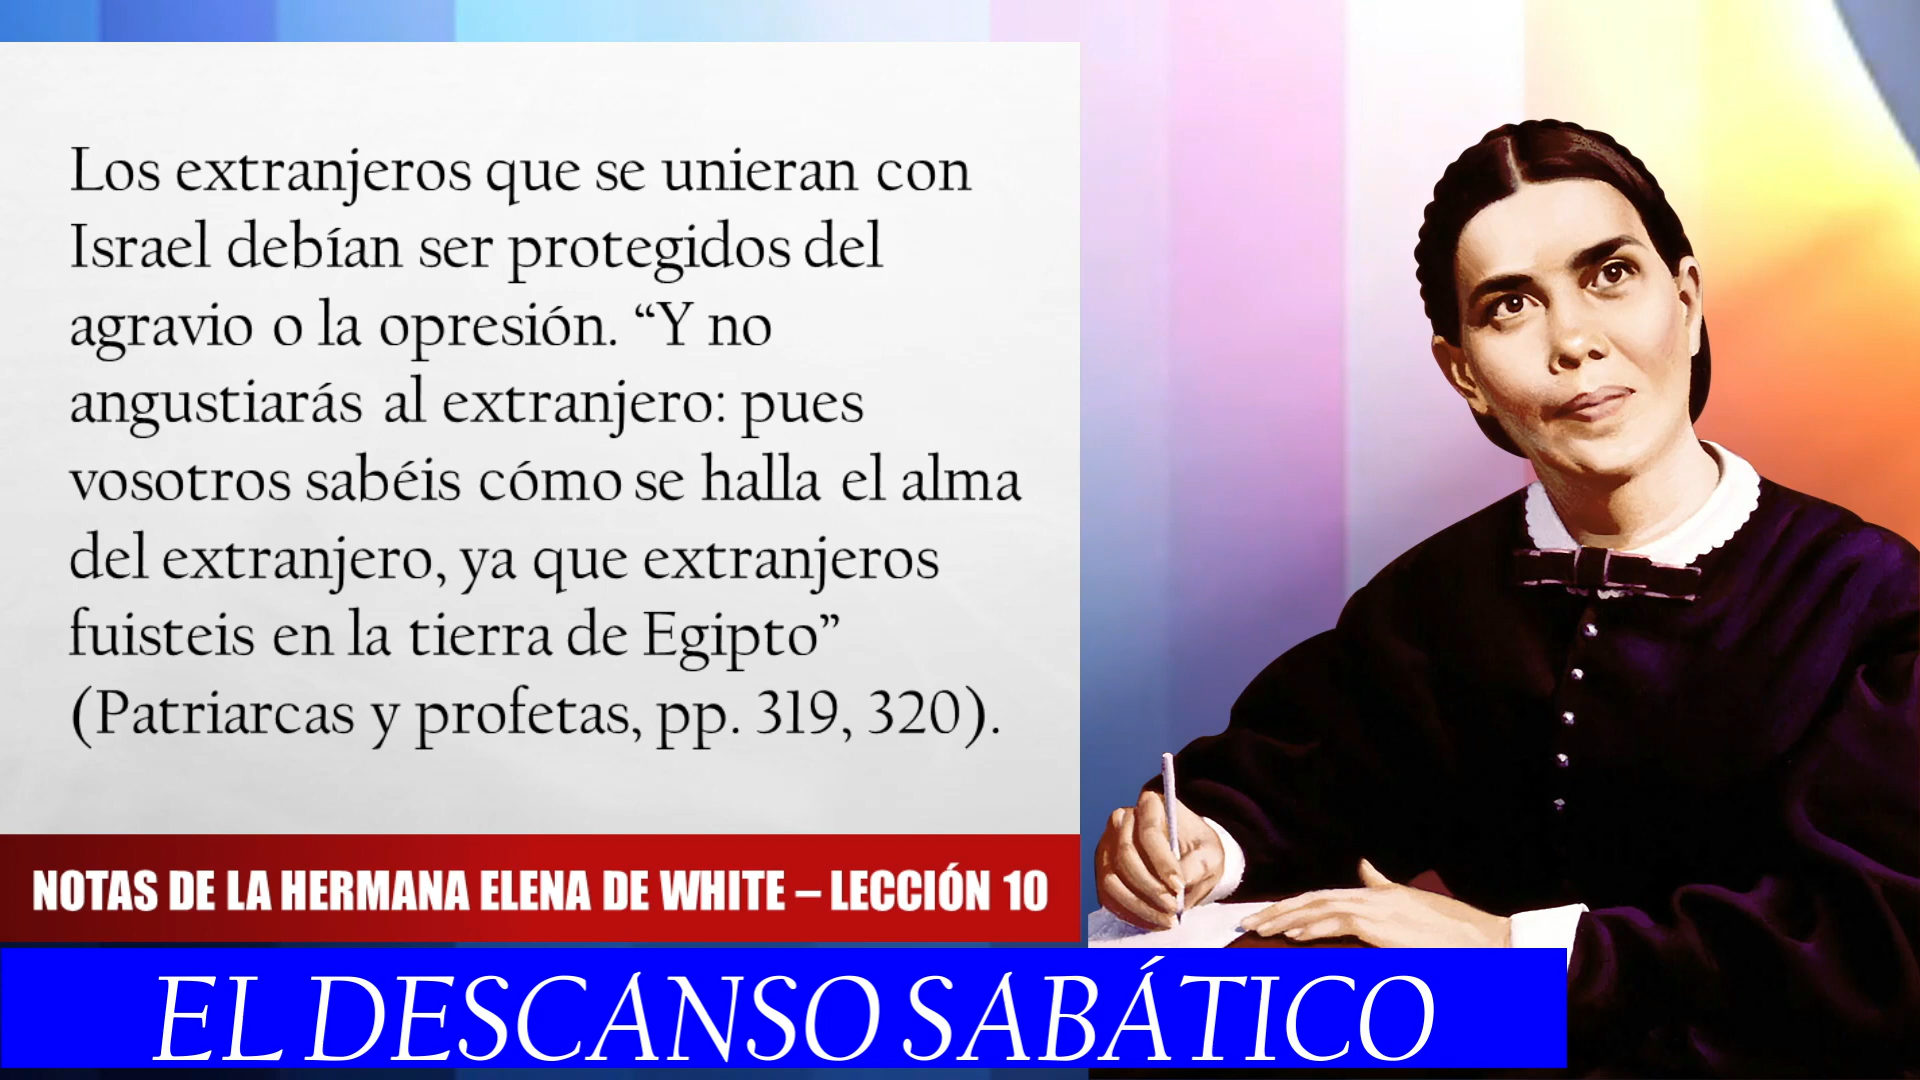 Los extranjeros que se unieran con
Israel debían ser protegidos del
agravio o la opresión. “Y no
angustiarás al extranjero: pues
vosotros sabéis cómo se halla el alma
del extranjero, ya que extranjeros
fuisteis en la tierra de Egipto”
(Patriarcas y profetas, pp. 319, 320).
NOTAS DE LA HERMANA ELENA DE WHITE – LECCIÓN 10
EL DESCANSO SABÁTICO